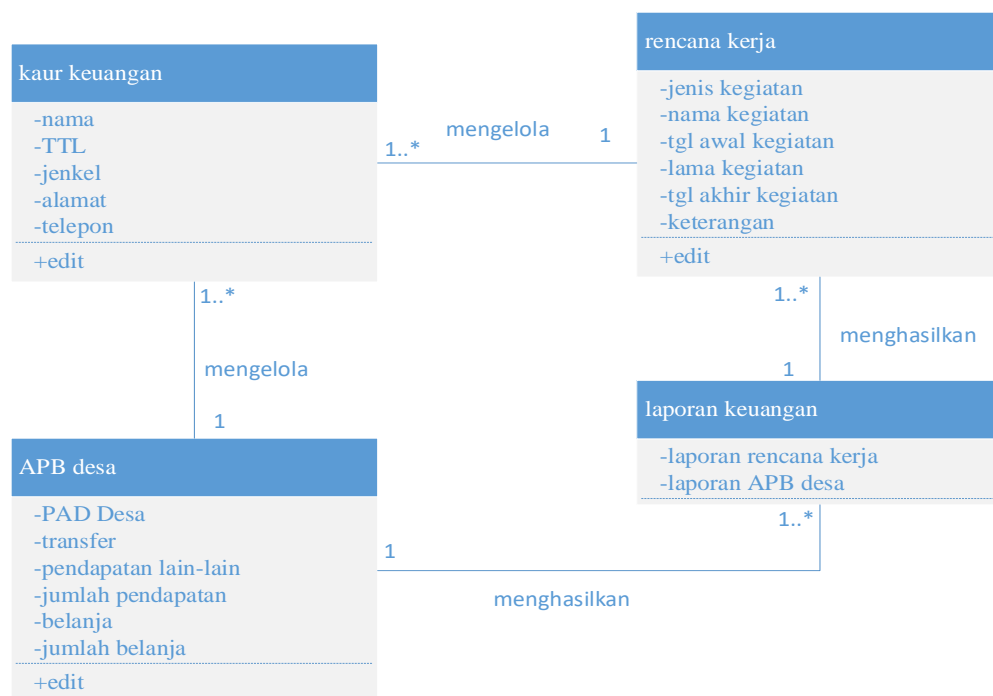 kaur keuangan
-nama
-TTL
-jenkel
-alamat
-telepon
+edit
mengelola
1..*
1
rencana kerja
-jenis kegiatan
-nama kegiatan
-tgl awal kegiatan
-lama kegiatan
-tgl akhir kegiatan
-keterangan
+edit
1..*
mengelola
1
1..*
menghasilkan
1
APB desa
-PAD Desa
-transfer
-pendapatan lain-lain
-jumlah pendapatan
-belanja
-jumlah belanja
+edit
laporan keuangan
-laporan rencana kerja
-laporan APB desa
1..*
1
menghasilkan